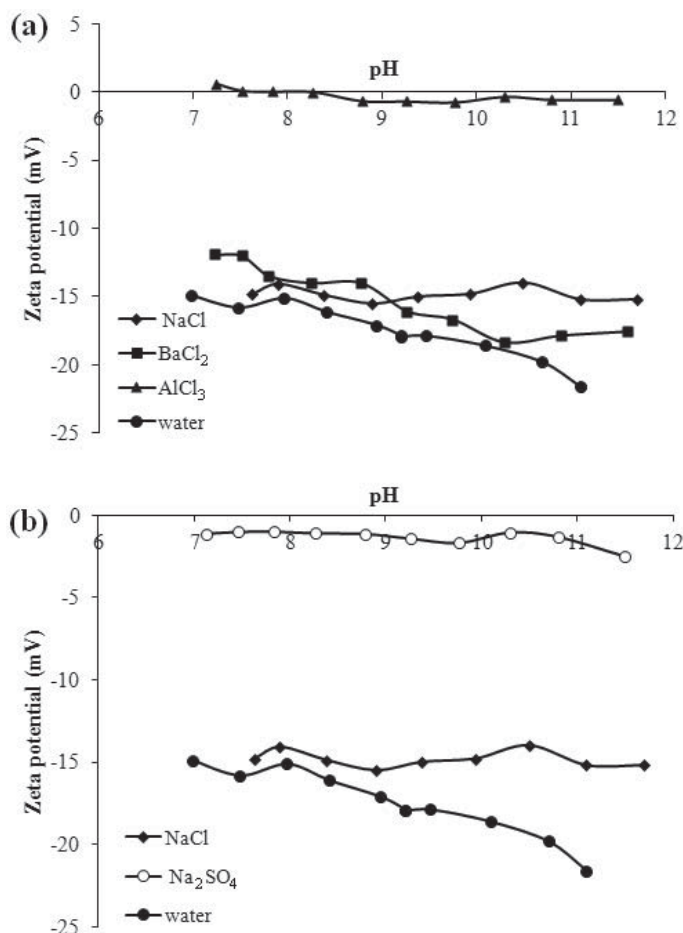 (a)
pH
5
0
-5
-10
-15
-20
-25
6 7 8 9 10 11 12
Zeta potential (mV)
NaCl
BaCl₂
AlCl₃
water
(b)
pH
0
-5
-10
-15
-20
-25
6 7 8 9 10 11 12
Zeta potential (mV)
NaCl
Na₂SO₄
water